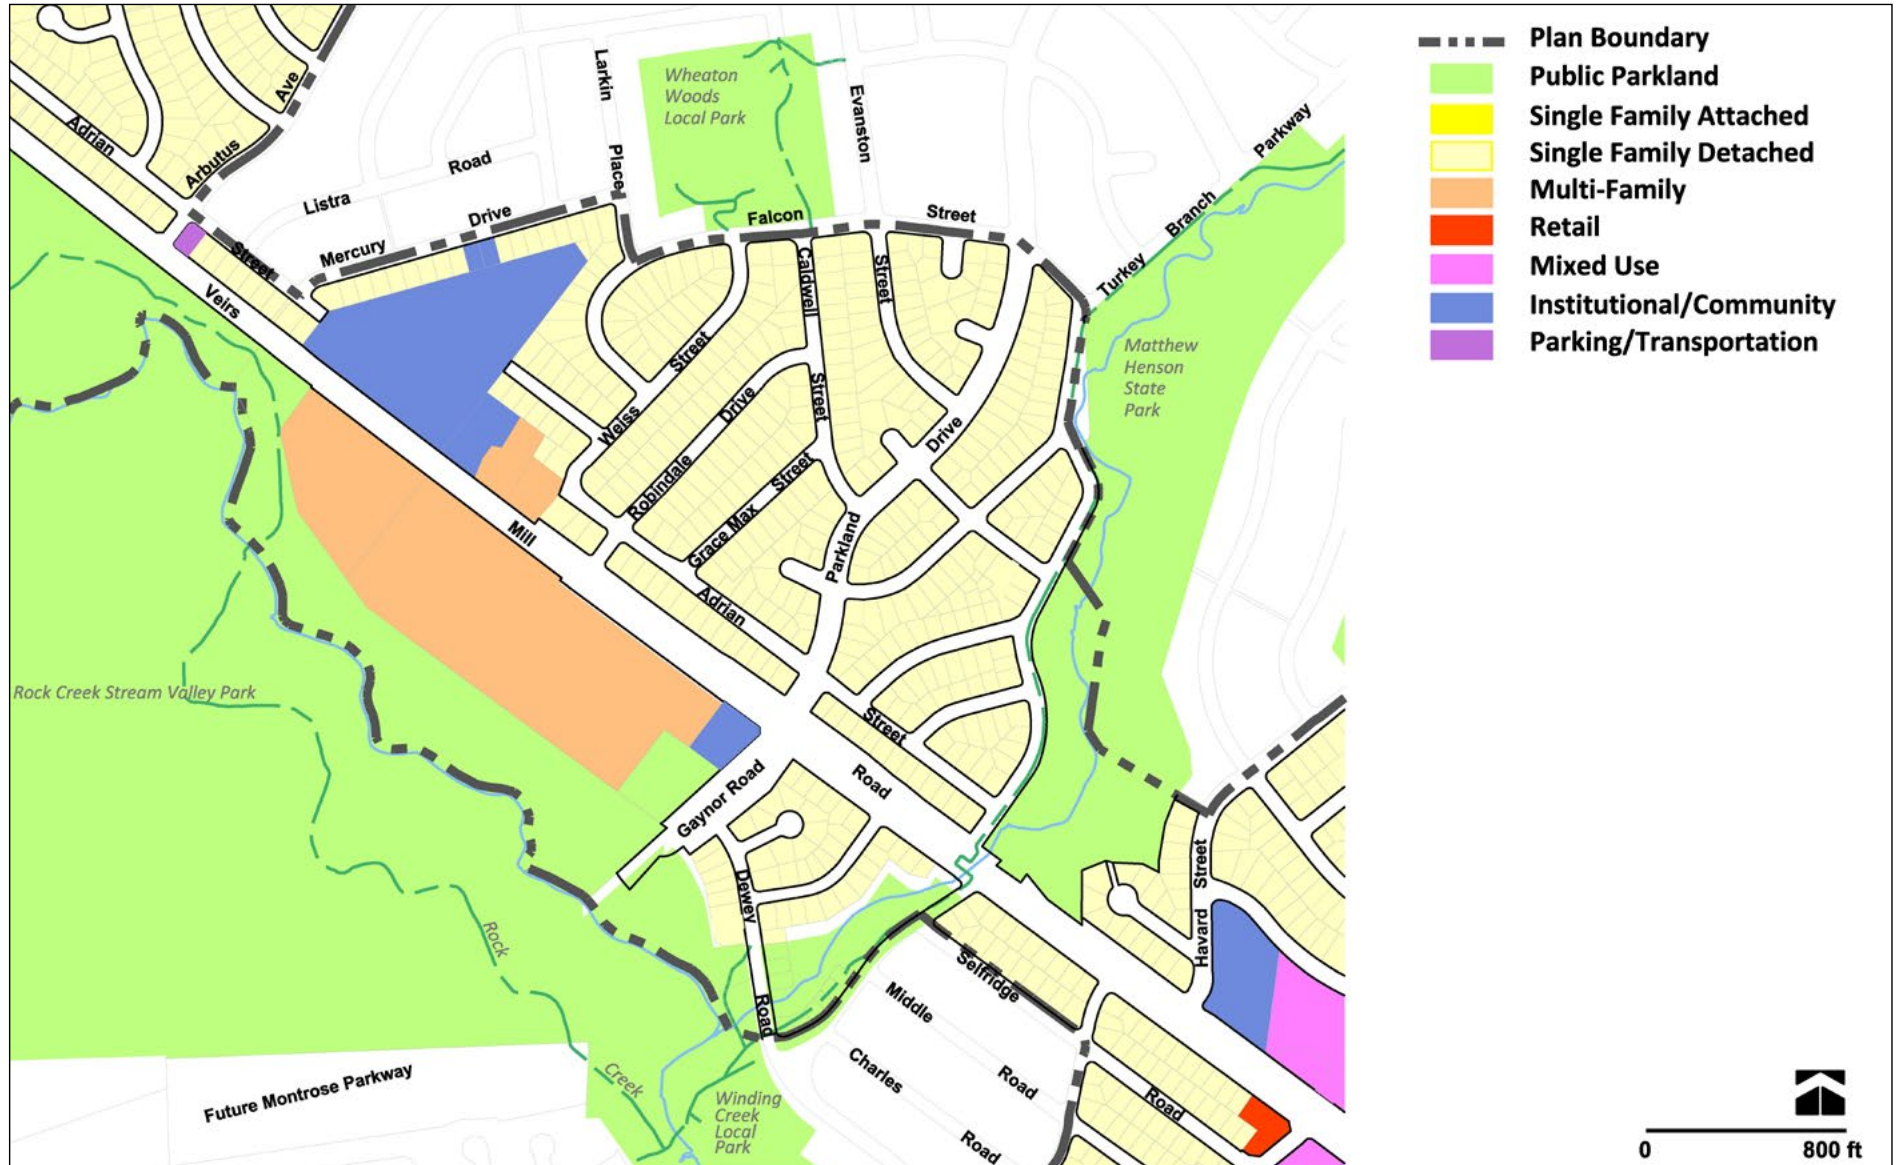 Plan Boundary
Public Parkland
Single Family Attached
Single Family Detached
Multi-Family
Retail
Mixed Use
Institutional/Community
Parking/Transportation
0
800 ft
Adrian
Arbutus
Ave
Larkin
Place
Wheaton
Woods
Local Park
Evanston
Turkey
Branch
Parkway
Listra
Road
Mercury
Drive
Falcon
Street
Street
Veirs
Caldwell
Street
Street
Matthew
Henson
State
Park
Weiss
Street
Robindale
Drive
Grace Max
Street
Parkland
Drive
Mill
Adrian
Street
Road
Rock Creek Stream Valley Park
Gaynor Road
Dewey
Road
Havard
Street
Selfridge
Road
Middle
Road
Charles
Road
Rock
Creek
Winding
Creek
Local
Park
Future Montrose Parkway